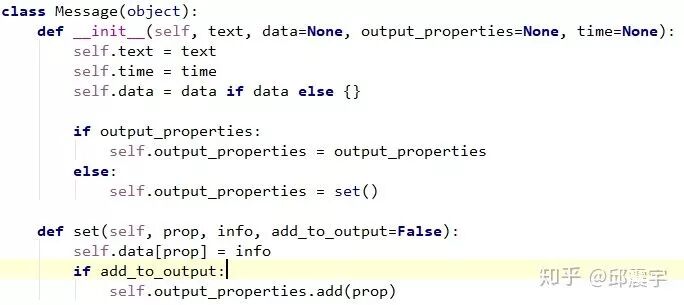 class Message(object):
    def __init__(self, text, data=None, output_properties=None, time=None):
        self.text = text
        self.time = time
        self.data = data if data else {}

        if output_properties:
            self.output_properties = output_properties
        else:
            self.output_properties = set()

    def set(self, prop, info, add_to_output=False):
        self.data[prop] = info
        if add_to_output:
            self.output_properties.add(prop)
知乎 @邱震宇